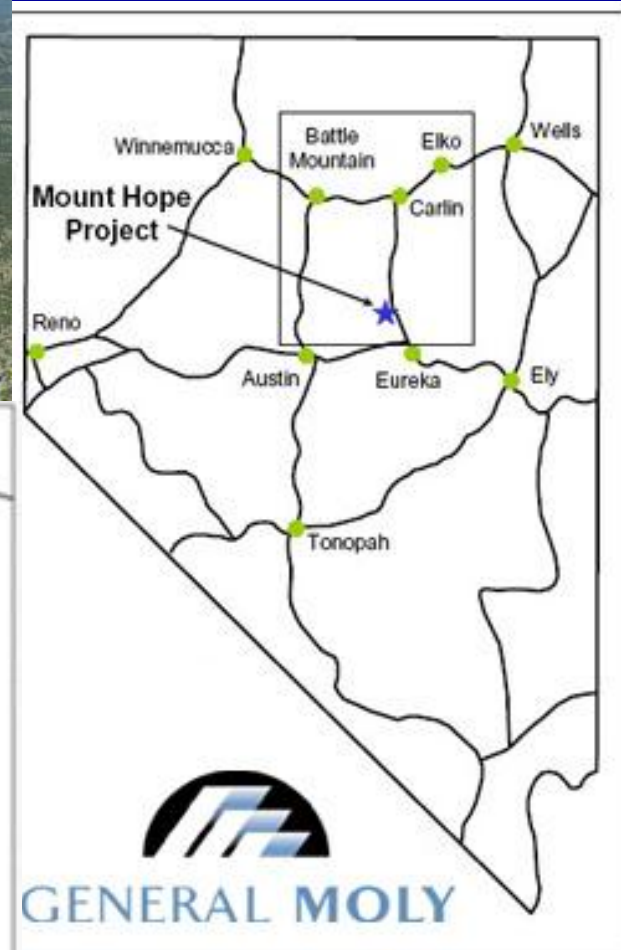 Winnemucca
Battle
Mountain
Elko
Wells
Carlin
Mount Hope
Project
Reno
Austin
Eureka
Ely
Tonopah
GENERAL MOLY